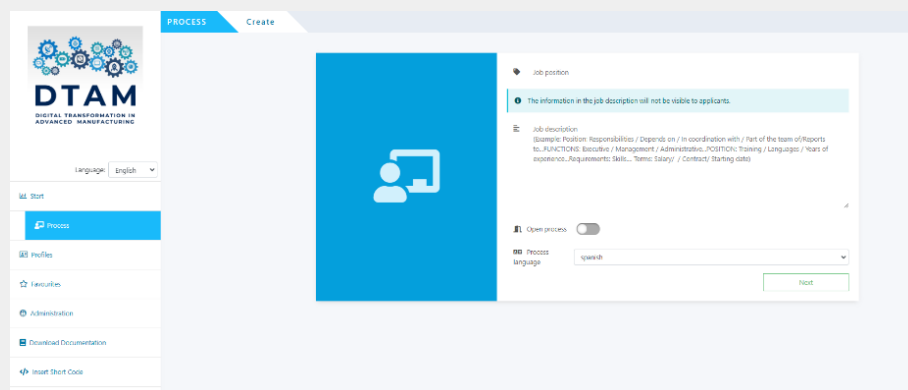 PROCESS
Create
DTAM
DIGITAL TRANSFORMATION IN
ADVANCED MANUFACTURING
Language:
English
Start
Process
Profiles
Favourites
Administration
Download Documentation
Insert Short Code
Job position
The information in the job description will not be visible to applicants.
Job description
(Example: Position Responsibilities / Depends on / In coordination with / Part of the team of/Reports
to...FUNCTIONS: Executive / Management / Administrative...POSITION: Training / Languages / Years of
experience...Requirements: Skills.... Terms: Salary/ / Contract/ Starting date)
Open process
Process
language
spanish
Next